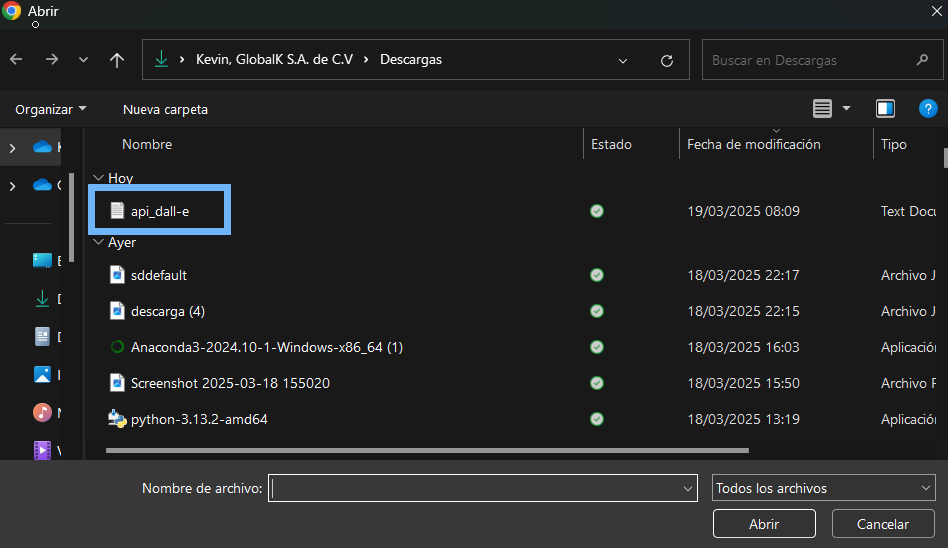 Abrir
Kevin, GlobalK S.A. de C.V > Descargas
Buscar en Descargas
Organizar
Nueva carpeta
Nombre Estado Fecha de modificación Tipo
Hoy
api_dall-e 19/03/2025 08:09 Text Docu
Ayer
sddefault 18/03/2025 22:17 Archivo J
descarga (4) 18/03/2025 22:15 Archivo J
Anaconda3-2024.10-1-Windows-x86_64 (1) 18/03/2025 16:03 Aplicación
Screenshot 2025-03-18 155020 18/03/2025 15:50 Archivo P
python-3.13.2-amd64 18/03/2025 13:19 Aplicación
Nombre de archivo:
Todos los archivos
Abrir
Cancelar